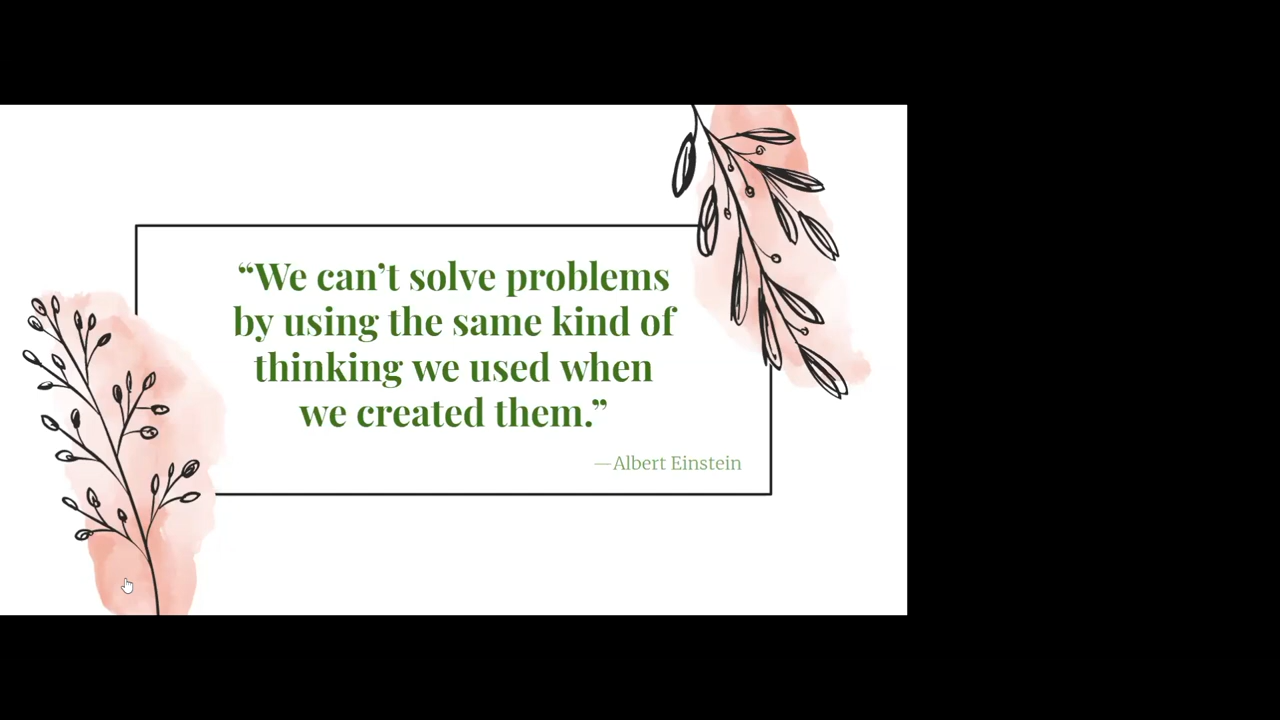 “We can’t solve problems
by using the same kind of
thinking we used when
we created them.”
—Albert Einstein